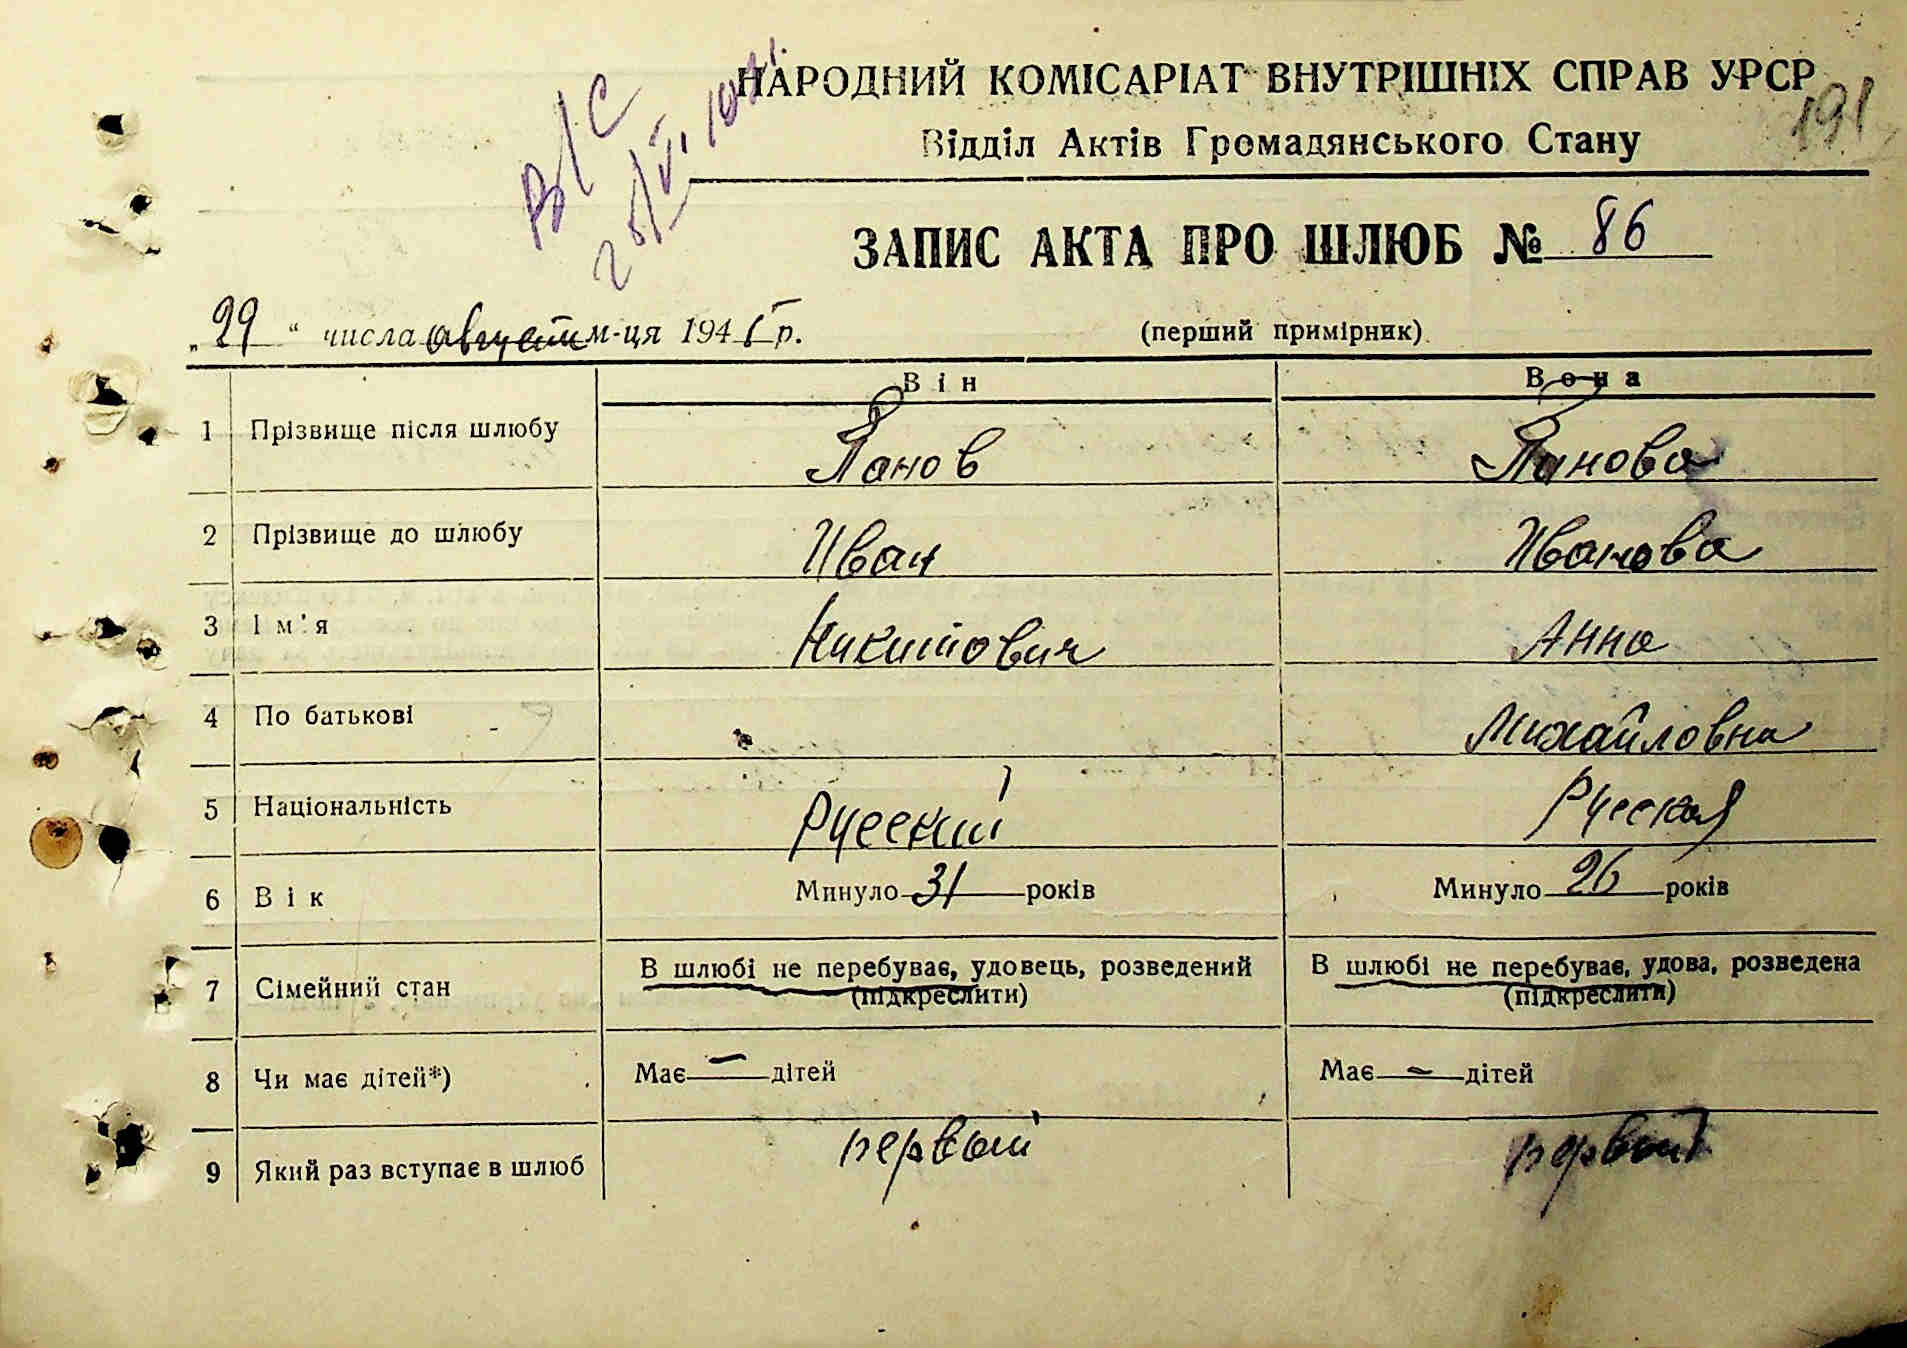 НАРОДНИЙ КОМІСАРІАТ ВНУТРІШНІХ СПРАВ УРСР
191
Відділ Актів Громадянського Стану
В/С
ЗАПИС АКТА ПРО ШЛЮБ № 86
„29“ числа августа м-ця 1945 р. (перший примірник)
Він Вона
1 Прізвище після шлюбу Панов Панова
2 Прізвище до шлюбу Иван Иванова
3 Ім'я Никитович Анна
4 По батькові Михайловна
5 Національність Русский Русская
6 Вік Минуло 31 років Минуло 26 років
7 Сімейний стан В шлюбі не перебуває, удовець, розведений В шлюбі не перебуває, удова, розведена
(підкреслити) (підкреслити)
8 Чи має дітей*) Має — дітей Має — дітей
9 Який раз вступає в шлюб первый первый